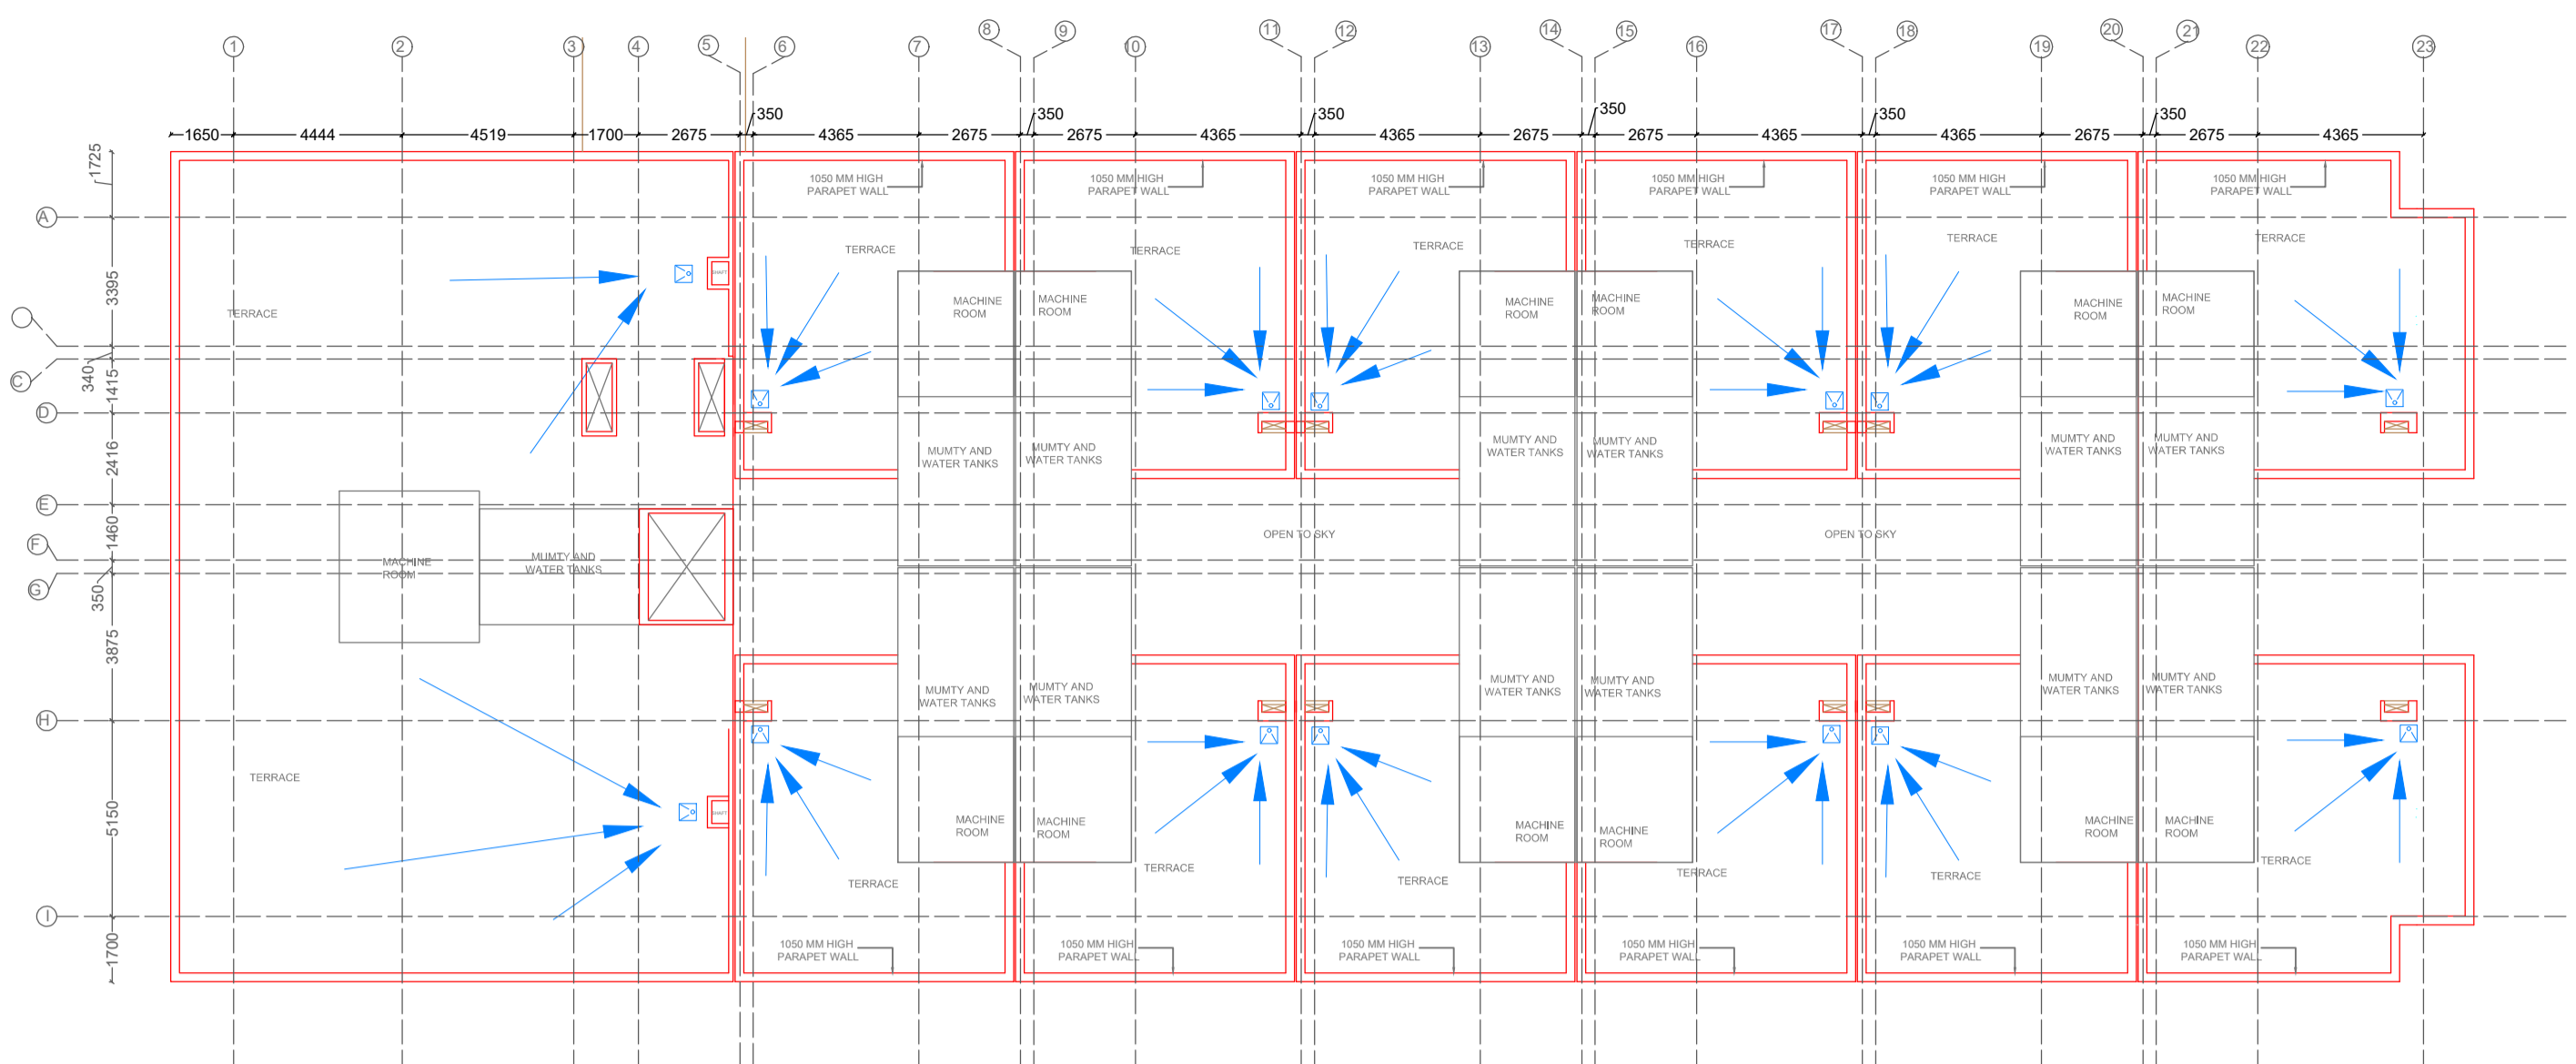 8
9
11
12
14
15
17
18
20
21
1
2
3
4
5
6
7
10
13
16
19
22
23
350
350
350
350
350
350
1650
4444
4519
1700
2675
4365
2675
2675
4365
4365
2675
2675
4365
4365
2675
2675
4365
1725
1050 MM HIGH
PARAPET WALL
1050 MM HIGH
PARAPET WALL
1050 MM HIGH
PARAPET WALL
1050 MM HIGH
PARAPET WALL
1050 MM HIGH
PARAPET WALL
1050 MM HIGH
PARAPET WALL
A
TERRACE
TERRACE
TERRACE
TERRACE
TERRACE
TERRACE
SHAFT
3395
TERRACE
MACHINE
ROOM
MACHINE
ROOM
MACHINE
ROOM
MACHINE
ROOM
MACHINE
ROOM
MACHINE
ROOM
340
C
1415
D
2416
MUMTY AND
WATER TANKS
MUMTY AND
WATER TANKS
MUMTY AND
WATER TANKS
MUMTY AND
WATER TANKS
MUMTY AND
WATER TANKS
MUMTY AND
WATER TANKS
E
1460
OPEN TO SKY
OPEN TO SKY
F
MACHINE
ROOM
MUMTY AND
WATER TANKS
G
350
3875
MUMTY AND
WATER TANKS
MUMTY AND
WATER TANKS
MUMTY AND
WATER TANKS
MUMTY AND
WATER TANKS
MUMTY AND
WATER TANKS
MUMTY AND
WATER TANKS
H
TERRACE
5150
SHAFT
MACHINE
ROOM
MACHINE
ROOM
MACHINE
ROOM
MACHINE
ROOM
MACHINE
ROOM
MACHINE
ROOM
TERRACE
TERRACE
TERRACE
TERRACE
TERRACE
TERRACE
I
1700
1050 MM HIGH
PARAPET WALL
1050 MM HIGH
PARAPET WALL
1050 MM HIGH
PARAPET WALL
1050 MM HIGH
PARAPET WALL
1050 MM HIGH
PARAPET WALL
1050 MM HIGH
PARAPET WALL